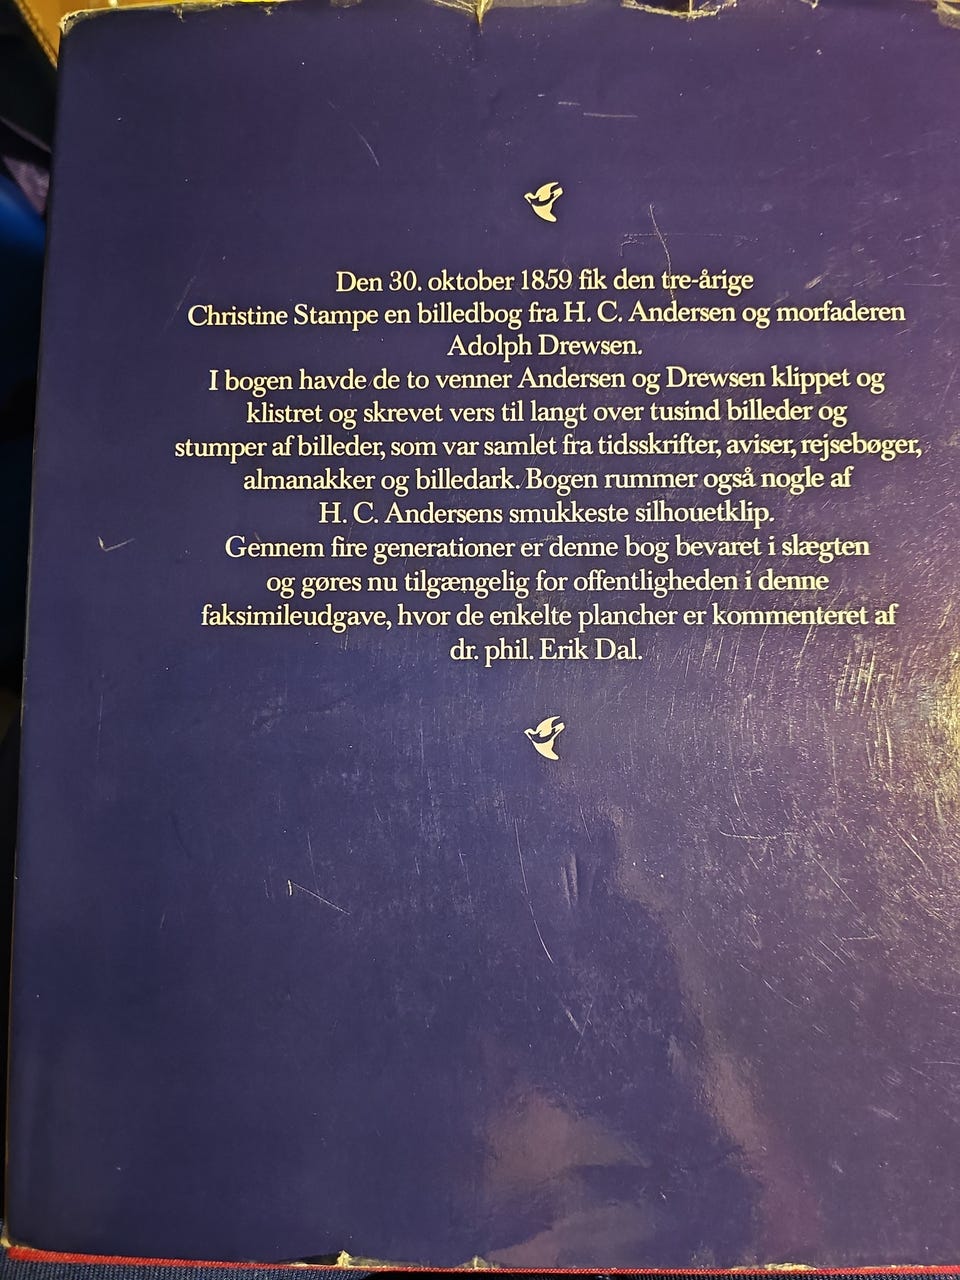 Den 30. oktober 1859 fik den tre-årige
Christine Stampe en billedbog fra H. C. Andersen og morfaderen
Adolph Drewsen.
I bogen havde de to venner Andersen og Drewsen klippet og
klistret og skrevet vers til langt over tusind billeder og
stumper af billeder, som var samlet fra tidsskrifter, aviser, rejsebøger,
almanakker og billedark. Bogen rummer også nogle af
H. C. Andersens smukkeste silhouetklip.
Gennem fire generationer er denne bog bevaret i slægten
og gøres nu tilgængelig for offentligheden i denne
faksimileudgave, hvor de enkelte plancher er kommenteret af
dr. phil. Erik Dal.